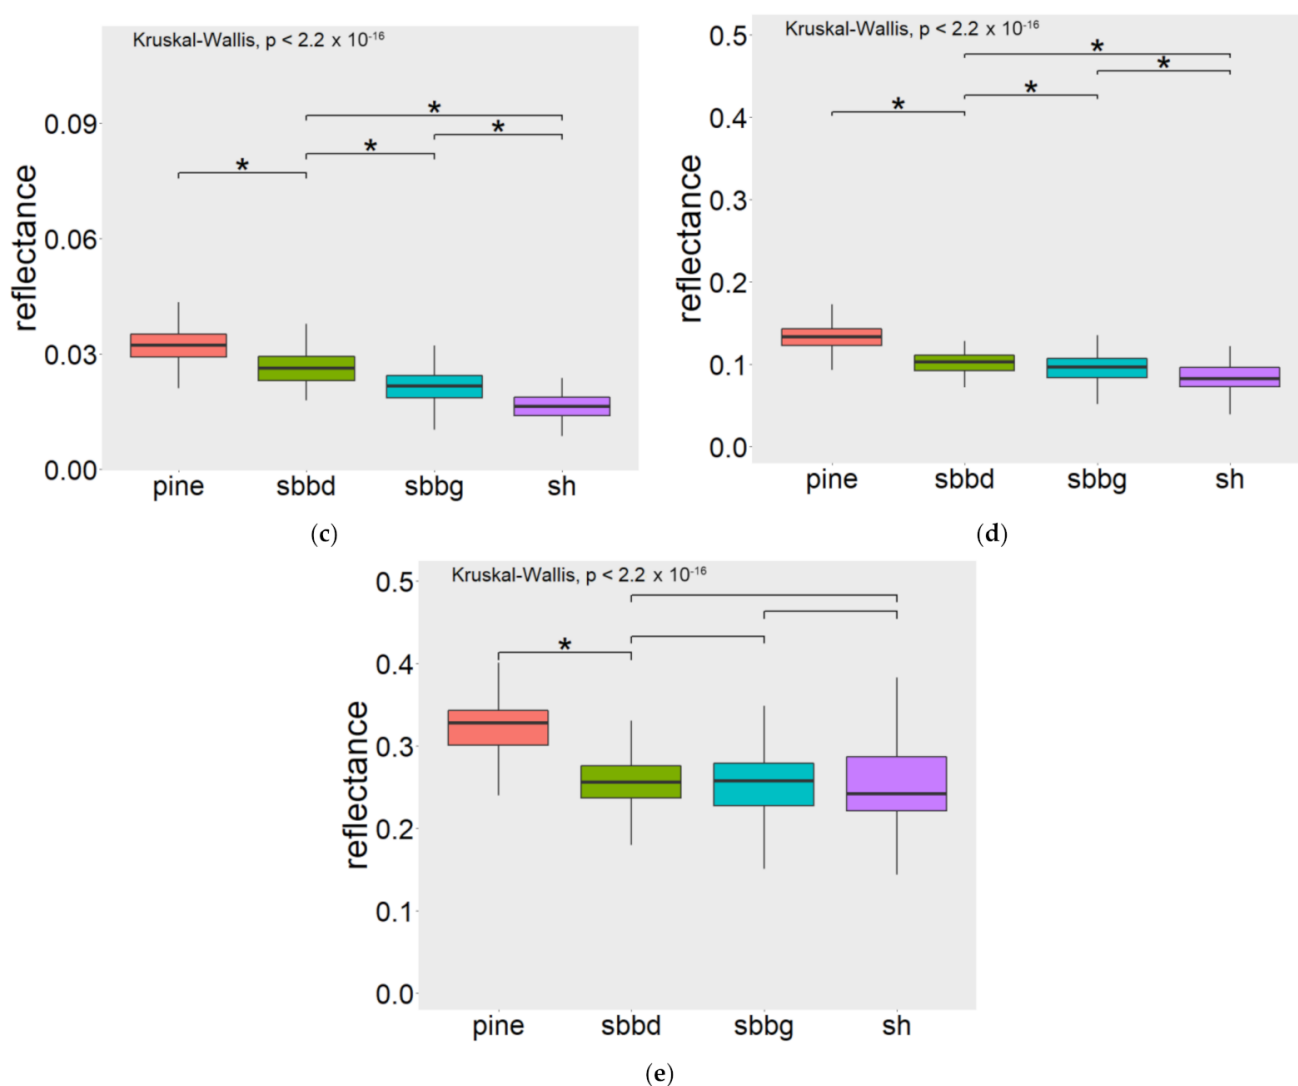 Kruskal-Wallis, p < 2.2 x 10⁻¹⁶
reflectance
0.09
0.06
0.03
0.00
*
*
*
*
pine sbbd sbbg sh
(c)
Kruskal-Wallis, p < 2.2 x 10⁻¹⁶
reflectance
0.5
0.4
0.3
0.2
0.1
0.0
*
*
*
*
pine sbbd sbbg sh
(d)
Kruskal-Wallis, p < 2.2 x 10⁻¹⁶
reflectance
0.5
0.4
0.3
0.2
0.1
0.0
*
pine sbbd sbbg sh
(e)